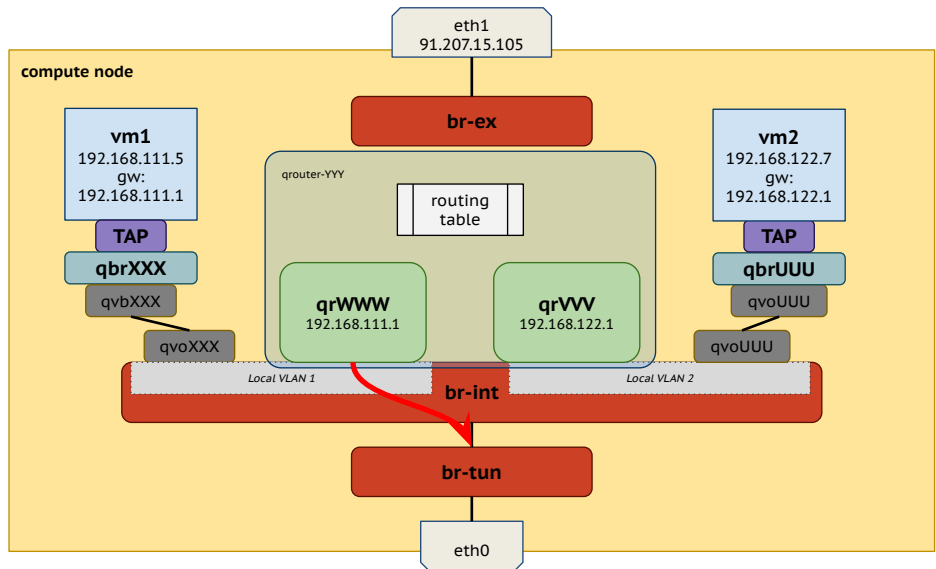 eth1
91.207.15.105
compute node
br-ex
vm1
192.168.111.5
gw:
192.168.111.1
vm2
192.168.122.7
gw:
192.168.122.1
qrouter-YYY
routing
table
TAP
TAP
qbrXXX
qbrUUU
qvbXXX
qvoUUU
qrWWW
192.168.111.1
qrVVV
192.168.122.1
qvoXXX
qvoUUU
Local VLAN 1
Local VLAN 2
br-int
br-tun
eth0